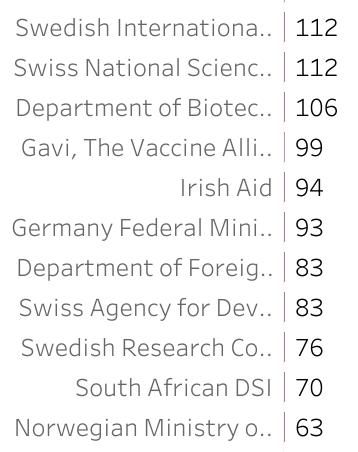 Swedish Internationa.. 112
Swiss National Scienc.. 112
Department of Biotec.. 106
Gavi, The Vaccine Alli.. 99
Irish Aid 94
Germany Federal Mini.. 93
Department of Foreig.. 83
Swiss Agency for Dev.. 83
Swedish Research Co.. 76
South African DSI 70
Norwegian Ministry o.. 63